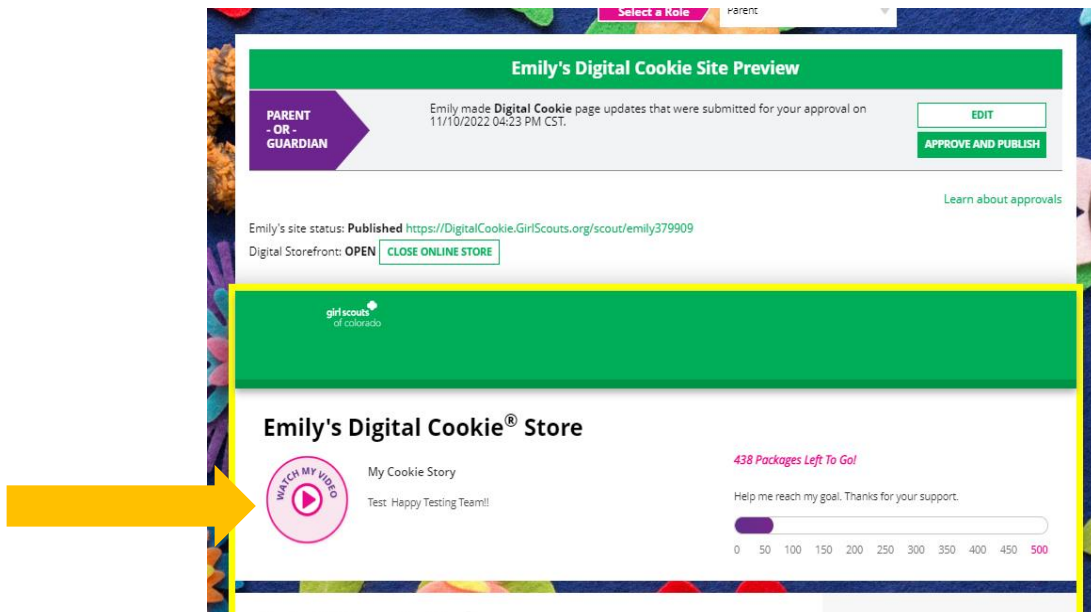 Select a Role
Parent
Emily's Digital Cookie Site Preview
PARENT
- OR -
GUARDIAN
Emily made Digital Cookie page updates that were submitted for your approval on
11/10/2022 04:23 PM CST.
EDIT
APPROVE AND PUBLISH
Learn about approvals
Emily's site status: Published https://DigitalCookie.GirlScouts.org/scout/emily379909
Digital Storefront: OPEN CLOSE ONLINE STORE
girl scouts
of colorado
Emily's Digital Cookie® Store
WATCH MY VIDEO
My Cookie Story
Test Happy Testing Team!!
438 Packages Left To Go!
Help me reach my goal. Thanks for your support.
0 50 100 150 200 250 300 350 400 450 500